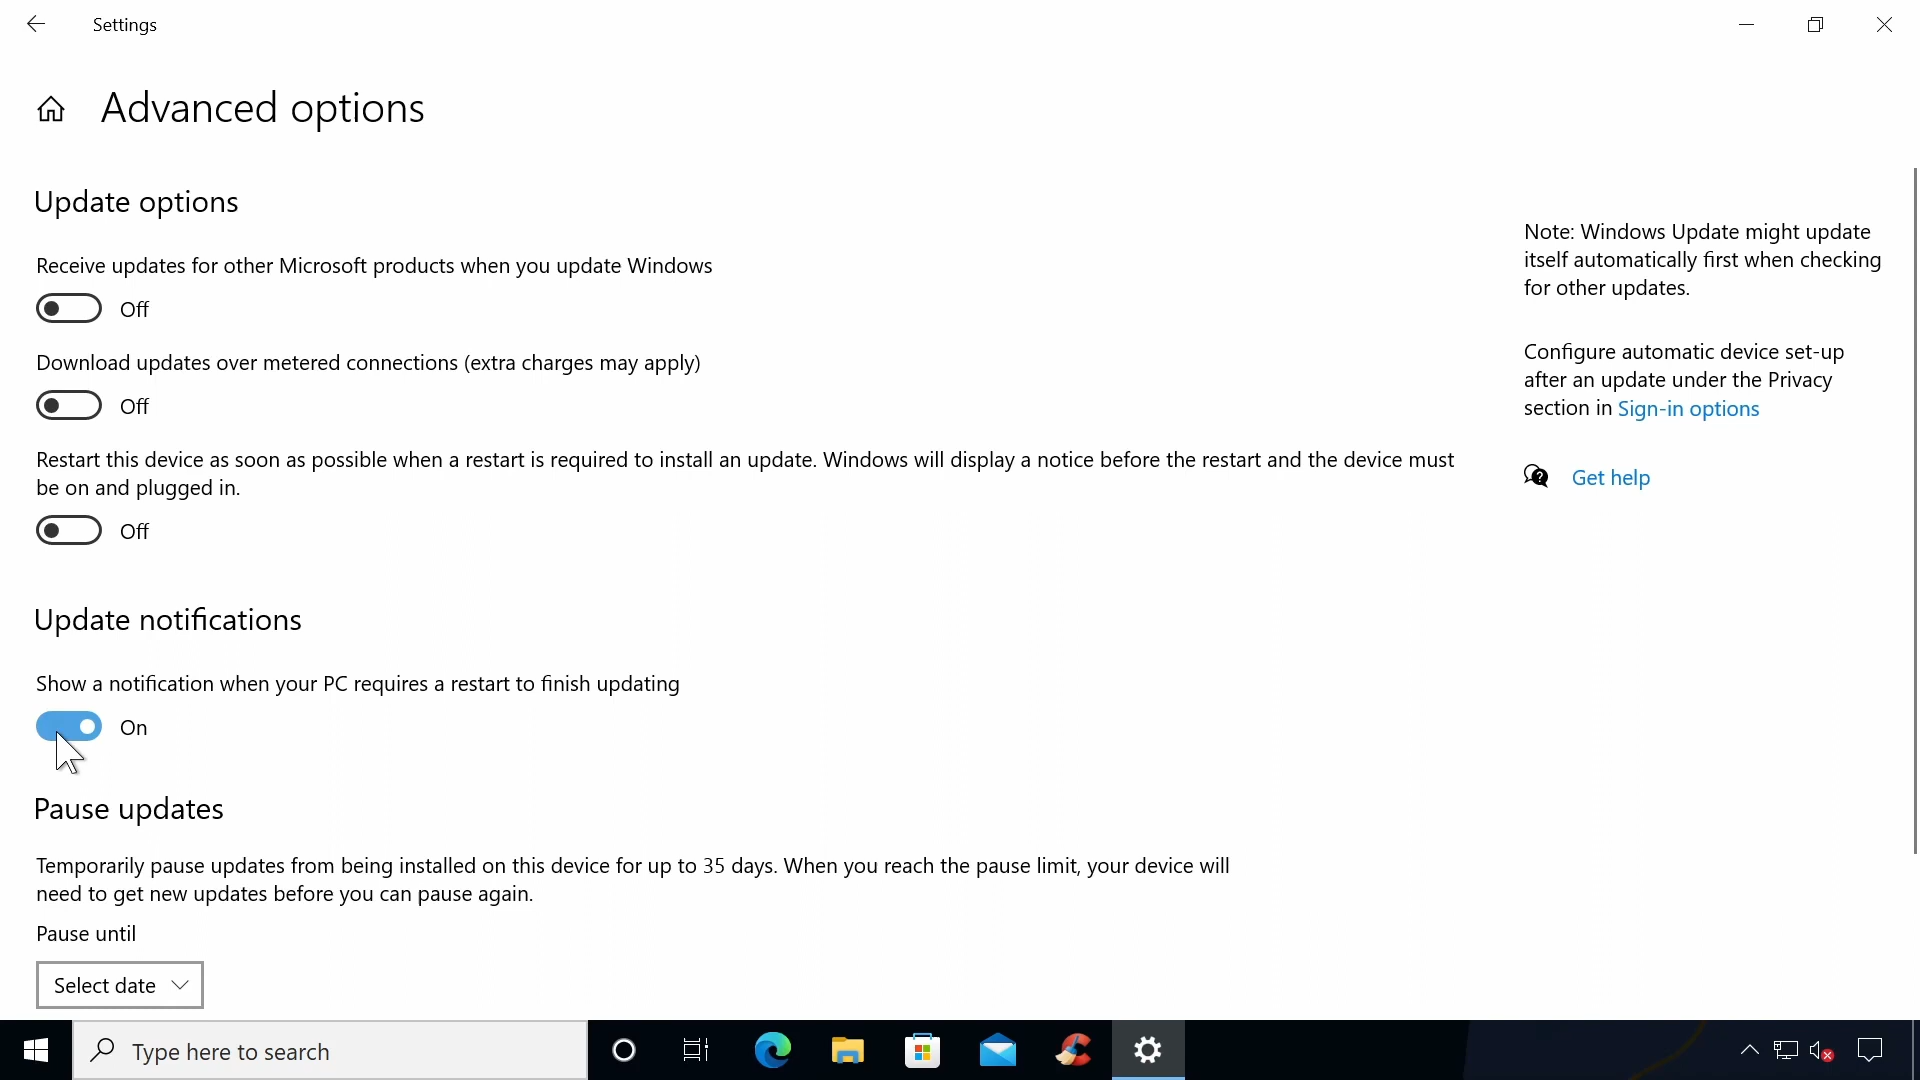 Settings
Advanced options
Update options
Receive updates for other Microsoft products when you update Windows
Off
Download updates over metered connections (extra charges may apply)
Off
Restart this device as soon as possible when a restart is required to install an update. Windows will display a notice before the restart and the device must
be on and plugged in.
Off
Update notifications
Show a notification when your PC requires a restart to finish updating
On
Pause updates
Temporarily pause updates from being installed on this device for up to 35 days. When you reach the pause limit, your device will
need to get new updates before you can pause again.
Pause until
Select date
Note: Windows Update might update
itself automatically first when checking
for other updates.
Configure automatic device set-up
after an update under the Privacy
section in Sign-in options
Get help
Type here to search